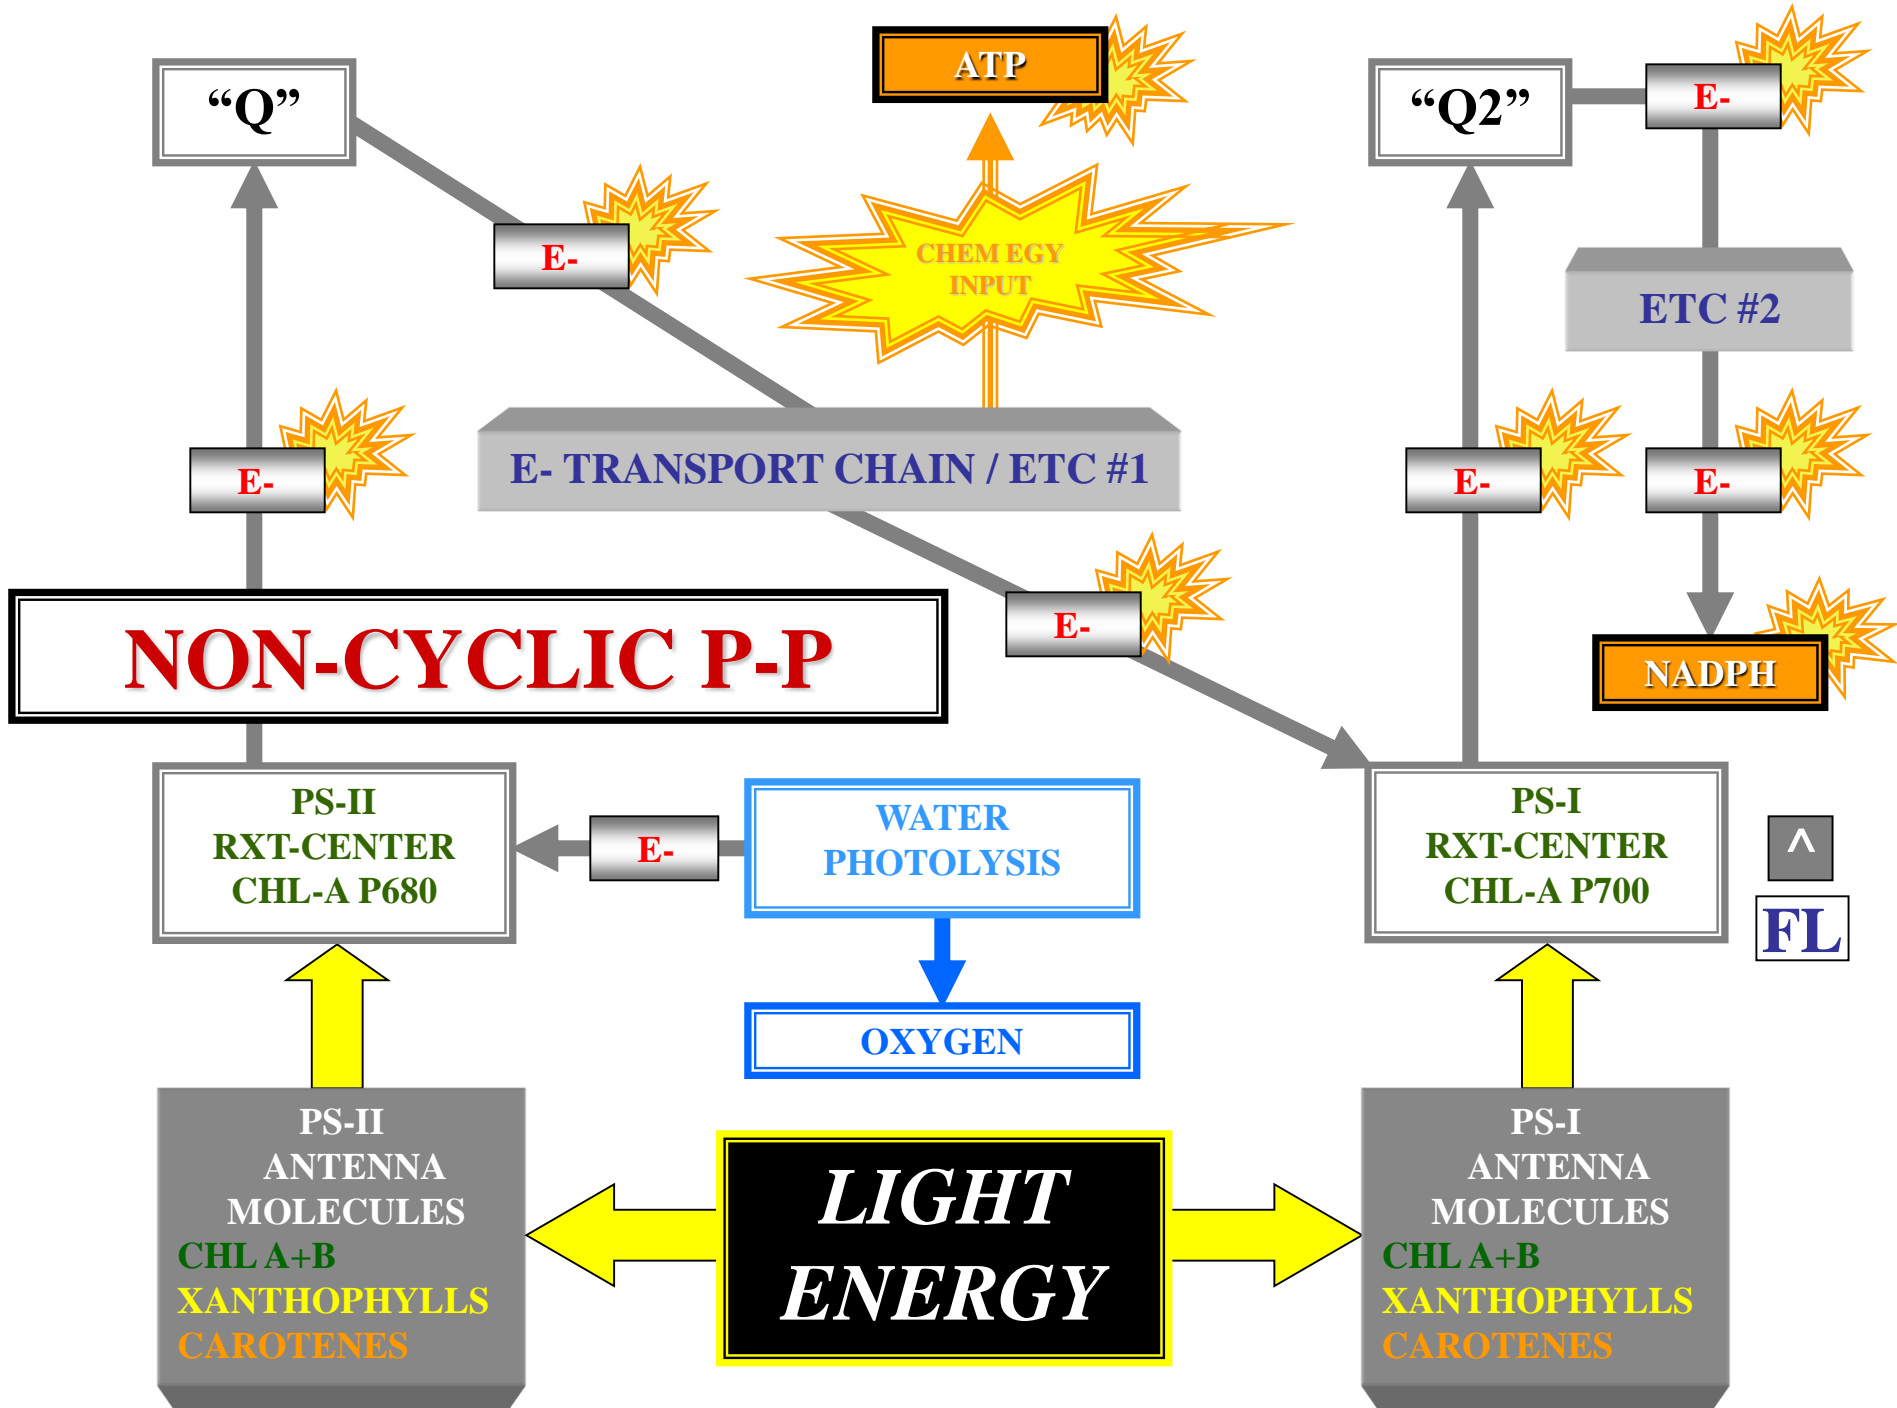 “Q”
ATP
“Q2”
E-
E-
CHEM EGY
INPUT
ETC #2
E-
E- TRANSPORT CHAIN / ETC #1
E-
E-
E-
NON-CYCLIC P-P
NADPH
PS-II
RXT-CENTER
CHL-A P680
E-
WATER
PHOTOLYSIS
PS-I
RXT-CENTER
CHL-A P700
^
FL
OXYGEN
PS-II
ANTENNA
MOLECULES
CHL A+B
XANTHOPHYLLS
CAROTENES
LIGHT
ENERGY
PS-I
ANTENNA
MOLECULES
CHL A+B
XANTHOPHYLLS
CAROTENES